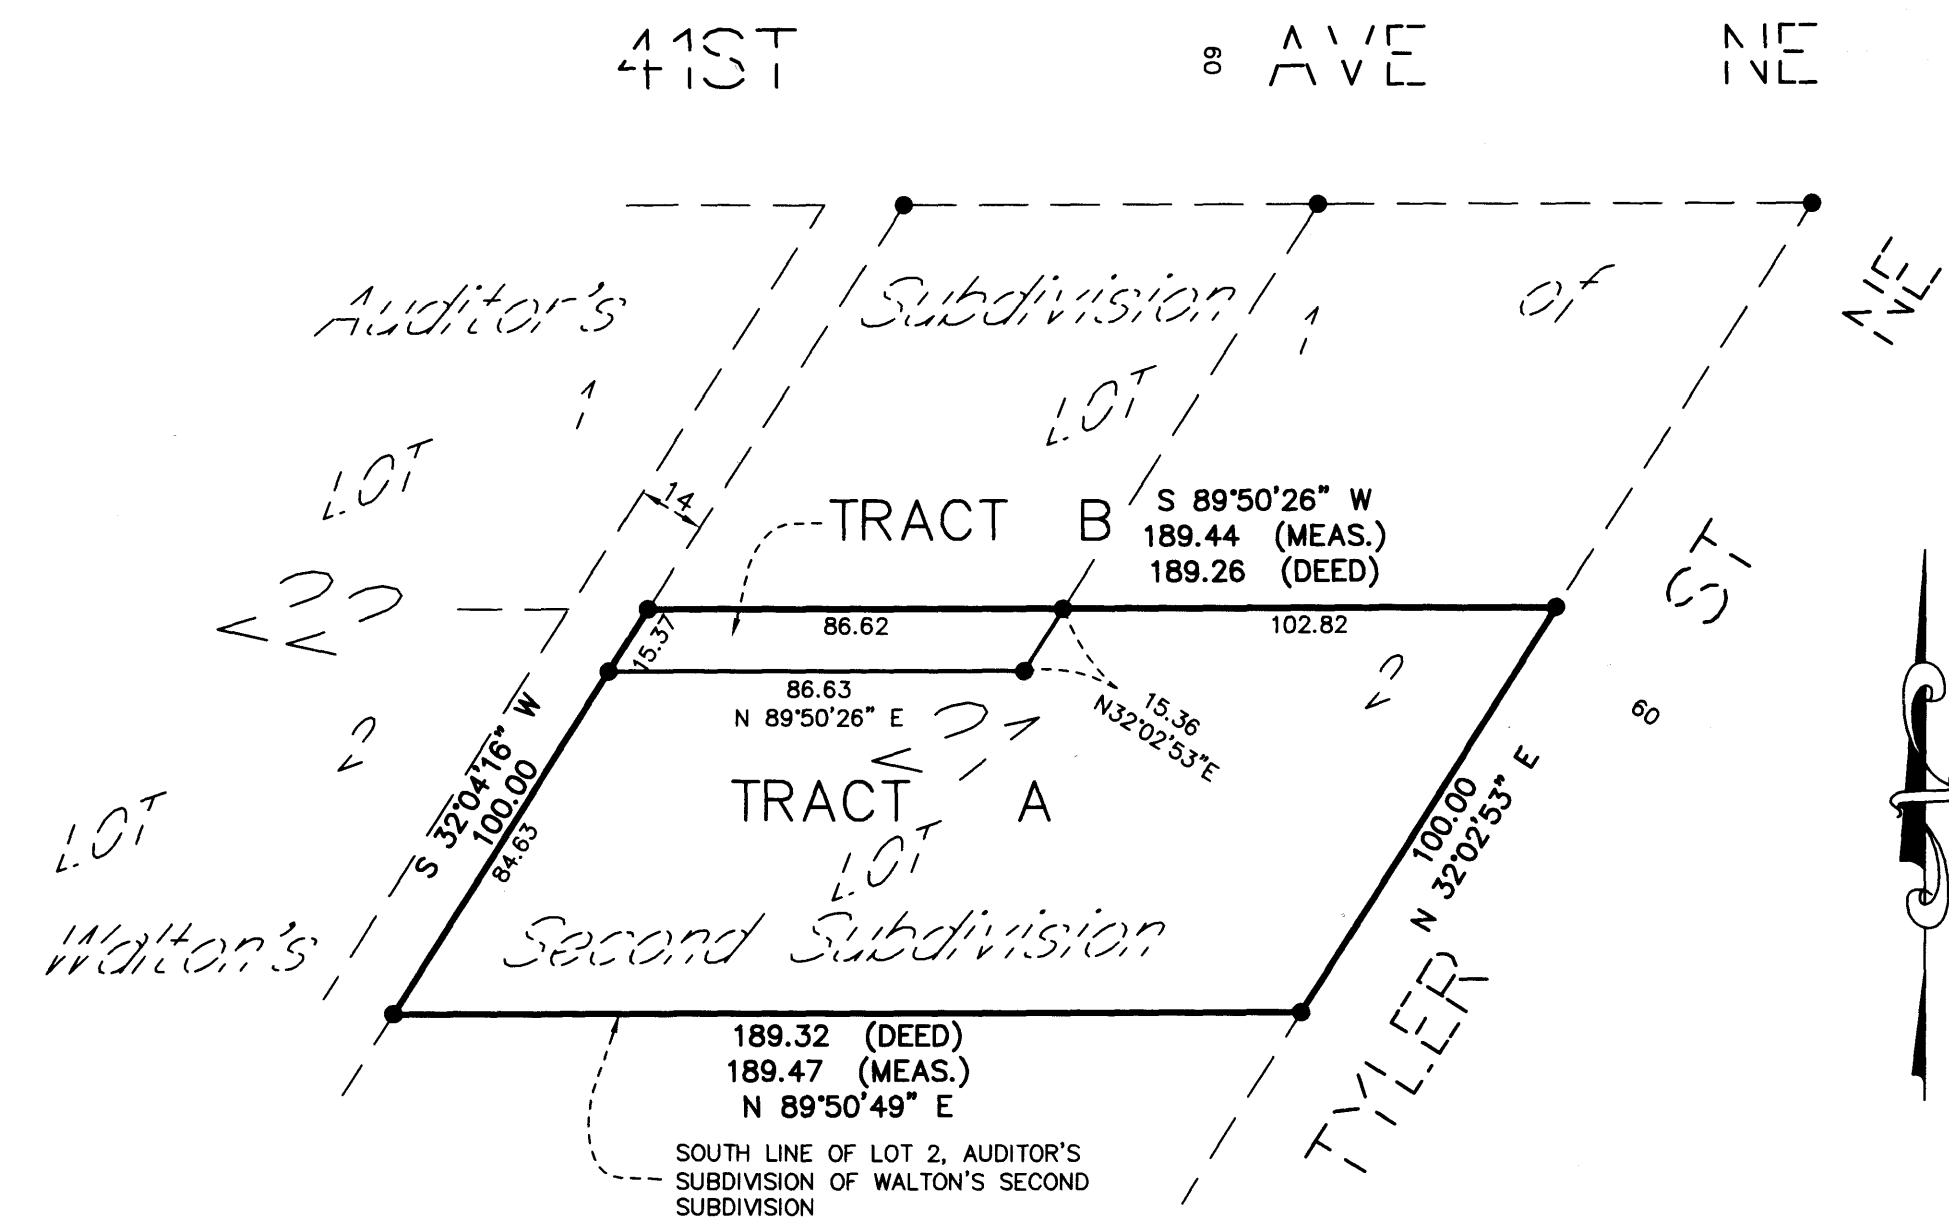 41ST 60 AVE NE
Auditor's Subdivision of
NE
1
1
LOT
LOT
14
TRACT B
S 89°50'26" W
189.44 (MEAS.)
189.26 (DEED)
ST
86.62
102.82
15.37
86.63
N 89°50'26" E
15.36
N32°02'53"E
2
2
60
S 32°04'16" W
100.00
84.63
TRACT A
100.00
N 32°02'53" E
LOT
LOT
Walton's Second Subdivision
TYLER
189.32 (DEED)
189.47 (MEAS.)
N 89°50'49" E
SOUTH LINE OF LOT 2, AUDITOR'S
SUBDIVISION OF WALTON'S SECOND
SUBDIVISION